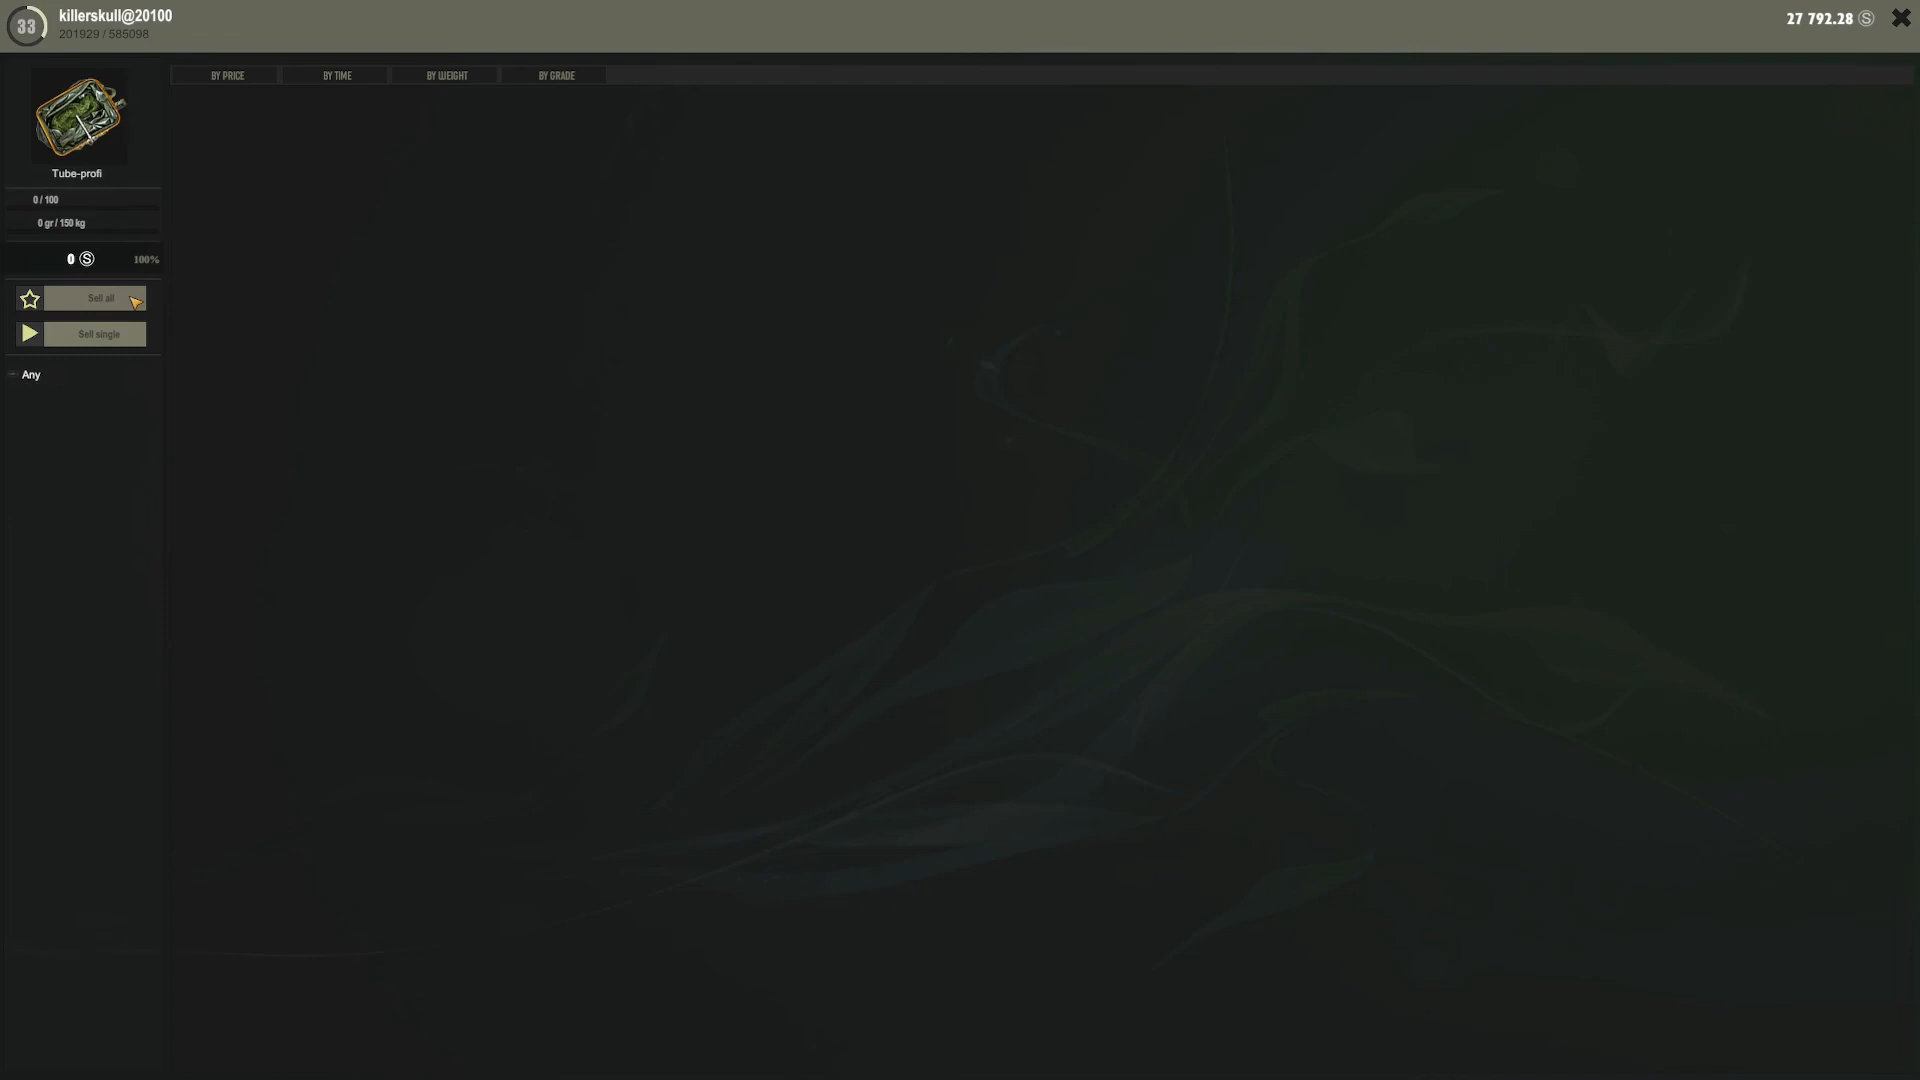 33
killerskull@20100
201929 / 585098
27 792.28 Ⓢ
BY PRICE BY TIME BY WEIGHT BY GRADE
Tube-profi
0 / 100
0 gr / 150 kg
0 Ⓢ 100%
Sell all
Sell single
Any